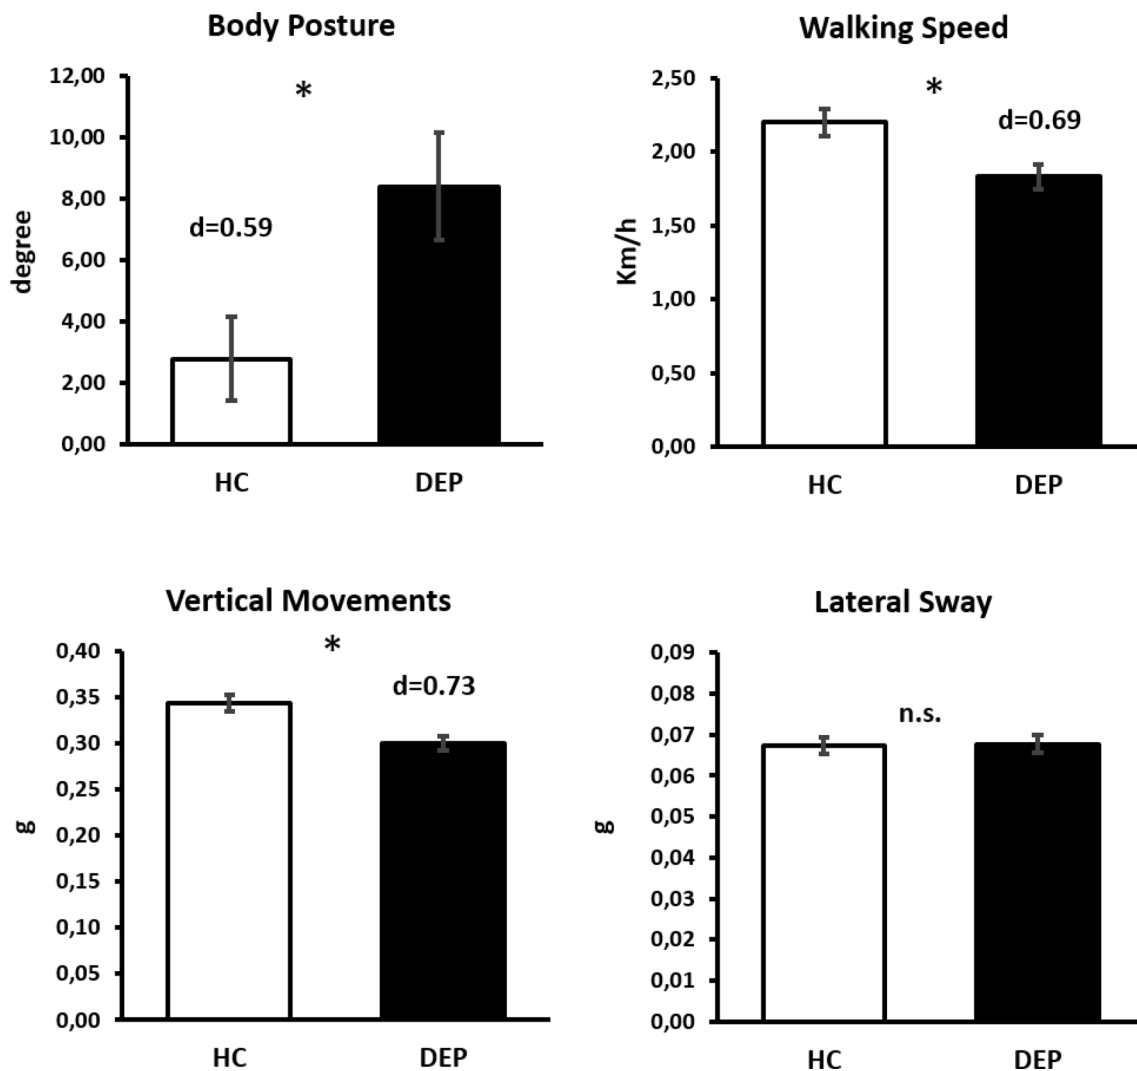 Body Posture
*
d=0.59
degree
12,00
10,00
8,00
6,00
4,00
2,00
0,00
HC
DEP
Walking Speed
*
d=0.69
Km/h
2,50
2,00
1,50
1,00
0,50
0,00
HC
DEP
Vertical Movements
*
d=0.73
g
0,40
0,35
0,30
0,25
0,20
0,15
0,10
0,05
0,00
HC
DEP
Lateral Sway
n.s.
g
0,09
0,08
0,07
0,06
0,05
0,04
0,03
0,02
0,01
0,00
HC
DEP